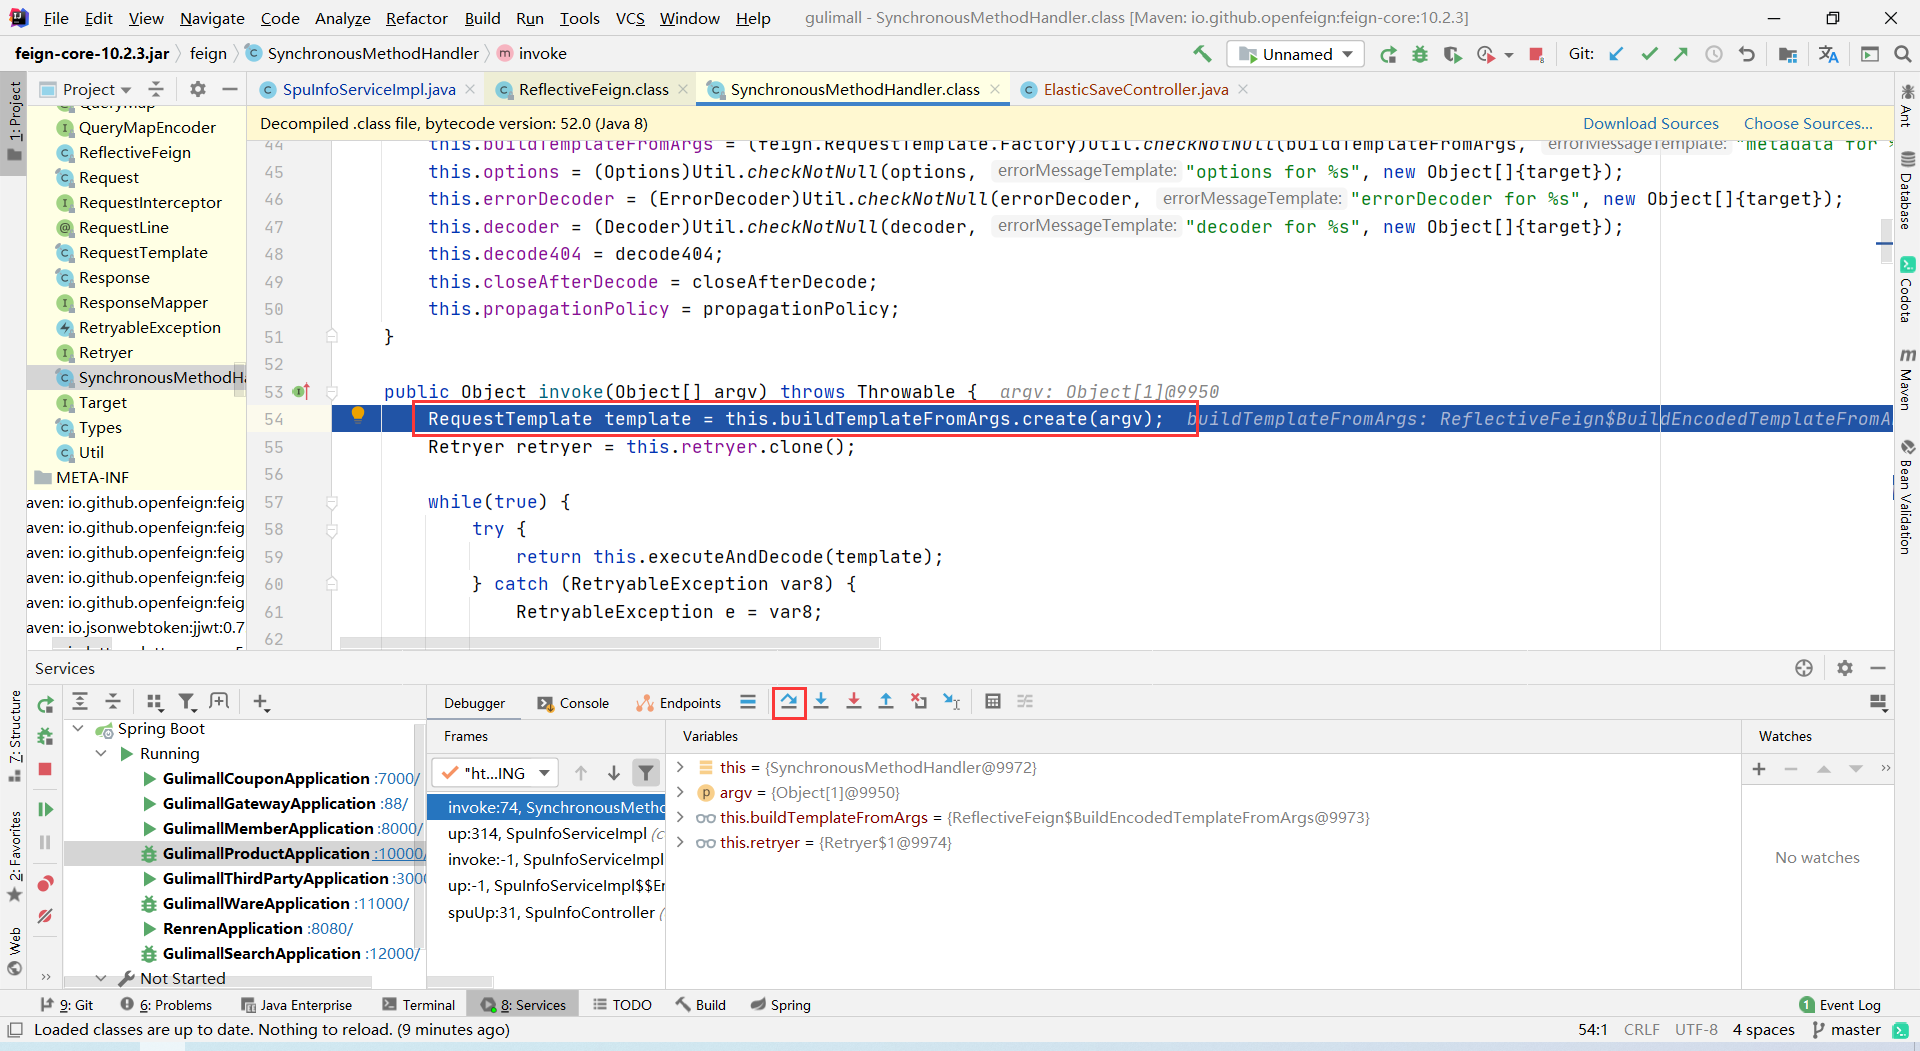 File Edit View Navigate Code Analyze Refactor Build Run Tools VCS Window Help gulimall - SynchronousMethodHandler.class [Maven: io.github.openfeign:feign-core:10.2.3]
feign-core-10.2.3.jar feign SynchronousMethodHandler invoke Unnamed Git:
1: Project
Project SpuInfoServiceImpl.java ReflectiveFeign.class SynchronousMethodHandler.class ElasticSaveController.java
Decompiled .class file, bytecode version: 52.0 (Java 8) Download Sources Choose Sources...
QueryMap
QueryMapEncoder
ReflectiveFeign
Request
RequestInterceptor
RequestLine
RequestTemplate
Response
ResponseMapper
RetryableException
Retryer
SynchronousMethodHa
Target
Types
Util
META-INF
aven: io.github.openfeign:feig
aven: io.github.openfeign:feig
aven: io.github.openfeign:feig
aven: io.github.openfeign:feig
aven: io.github.openfeign:feig
aven: io.jsonwebtoken:jjwt:0.7
44 this.buildTemplateFromArgs = (feign.RequestTemplate.Factory)Util.checkNotNull(buildTemplateFromArgs, errorMessageTemplate: "metadata for %
45 this.options = (Options)Util.checkNotNull(options, errorMessageTemplate: "options for %s", new Object[]{target});
46 this.errorDecoder = (ErrorDecoder)Util.checkNotNull(errorDecoder, errorMessageTemplate: "errorDecoder for %s", new Object[]{target});
47 this.decoder = (Decoder)Util.checkNotNull(decoder, errorMessageTemplate: "decoder for %s", new Object[]{target});
48 this.decode404 = decode404;
49 this.closeAfterDecode = closeAfterDecode;
50 this.propagationPolicy = propagationPolicy;
51 }
52
53 public Object invoke(Object[] argv) throws Throwable { argv: Object[1]@9950
54 RequestTemplate template = this.buildTemplateFromArgs.create(argv); buildTemplateFromArgs: ReflectiveFeign$BuildEncodedTemplateFromA
55 Retryer retryer = this.retryer.clone();
56
57 while(true) {
58 try {
59 return this.executeAndDecode(template);
60 } catch (RetryableException var8) {
61 RetryableException e = var8;
62
Ant
Database
Codota
Maven
Bean Validation
Services
Debugger Console Endpoints
Frames Variables Watches
"ht...ING
invoke:74, SynchronousMetho
up:314, SpuInfoServiceImpl (c
invoke:-1, SpuInfoServiceImpl
up:-1, SpuInfoServiceImpl$$Er
spuUp:31, SpuInfoController (
this = {SynchronousMethodHandler@9972}
argv = {Object[1]@9950}
this.buildTemplateFromArgs = {ReflectiveFeign$BuildEncodedTemplateFromArgs@9973}
this.retryer = {Retryer$1@9974}
No watches
Spring Boot
Running
GulimallCouponApplication :7000/
GulimallGatewayApplication :88/
GulimallMemberApplication :8000/
GulimallProductApplication :10000/
GulimallThirdPartyApplication :3000
GulimallWareApplication :11000/
RenrenApplication :8080/
GulimallSearchApplication :12000/
Not Started
7: Structure
2: Favorites
Web
9: Git 6: Problems Java Enterprise Terminal 8: Services TODO Build Spring 1 Event Log
Loaded classes are up to date. Nothing to reload. (9 minutes ago) 54:1 CRLF UTF-8 4 spaces master